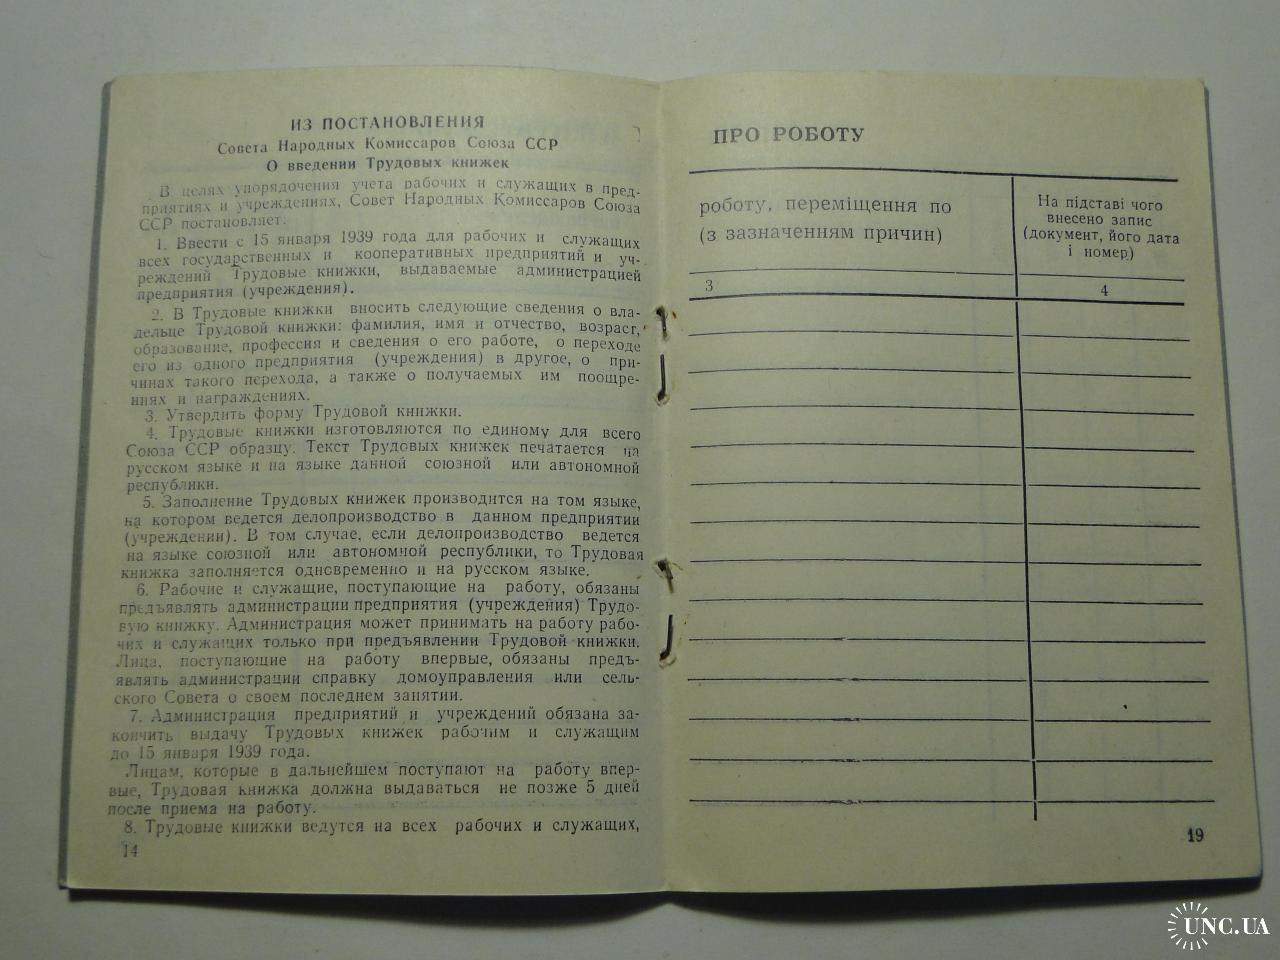 ИЗ ПОСТАНОВЛЕНИЯ
Совета Народных Комиссаров Союза ССР
О введении Трудовых книжек
В целях упорядочения учета рабочих и служащих в пред-
приятиях и учреждениях, Совет Народных Комиссаров Союза
ССР постановляет:
1. Ввести с 15 января 1939 года для рабочих и служащих
всех государственных и кооперативных предприятий и уч-
реждений Трудовые книжки, выдаваемые администрацией
предприятия (учреждения).
2. В Трудовые книжки вносить следующие сведения о вла-
дельце Трудовой книжки: фамилия, имя и отчество, возраст,
образование, профессия и сведения о его работе, о переходе
его из одного предприятия (учреждения) в другое, о при-
чинах такого перехода, а также о получаемых им поощре-
ниях и награждениях.
3. Утвердить форму Трудовой книжки.
4. Трудовые книжки изготовляются по единому для всего
Союза ССР образцу. Текст Трудовых книжек печатается на
русском языке и на языке данной союзной или автономной
республики.
5. Заполнение Трудовых книжек производится на том языке,
на котором ведется делопроизводство в данном предприятии
(учреждении). В том случае, если делопроизводство ведется
на языке союзной или автономной республики, то Трудовая
книжка заполняется одновременно и на русском языке.
6. Рабочие и служащие, поступающие на работу, обязаны
предъявлять администрации предприятия (учреждения) Трудо-
вую книжку. Администрация может принимать на работу рабо-
чих и служащих только при предъявлении Трудовой книжки.
Лица, поступающие на работу впервые, обязаны предъ-
являть администрации справку домоуправления или сель-
ского Совета о своем последнем занятии.
7. Администрация предприятий и учреждений обязана за-
кончить выдачу Трудовых книжек рабочим и служащим
до 15 января 1939 года.
Лицам, которые в дальнейшем поступают на работу впер-
вые, Трудовая книжка должна выдаваться не позже 5 дней
после приема на работу.
8. Трудовые книжки ведутся на всех рабочих и служащих,
14
ПРО РОБОТУ
роботу, переміщення по
(з зазначенням причин)
На підставі чого
внесено запис
(документ, його дата
і номер)
3
4
19
UNC.UA